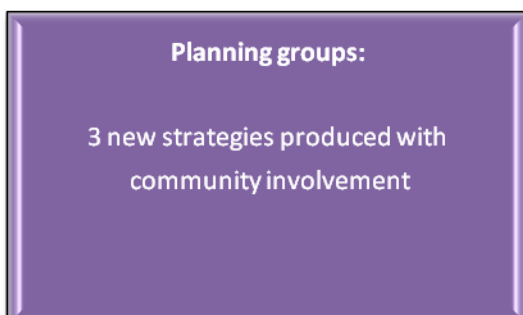 Planning groups:
3 new strategies produced with
community involvement